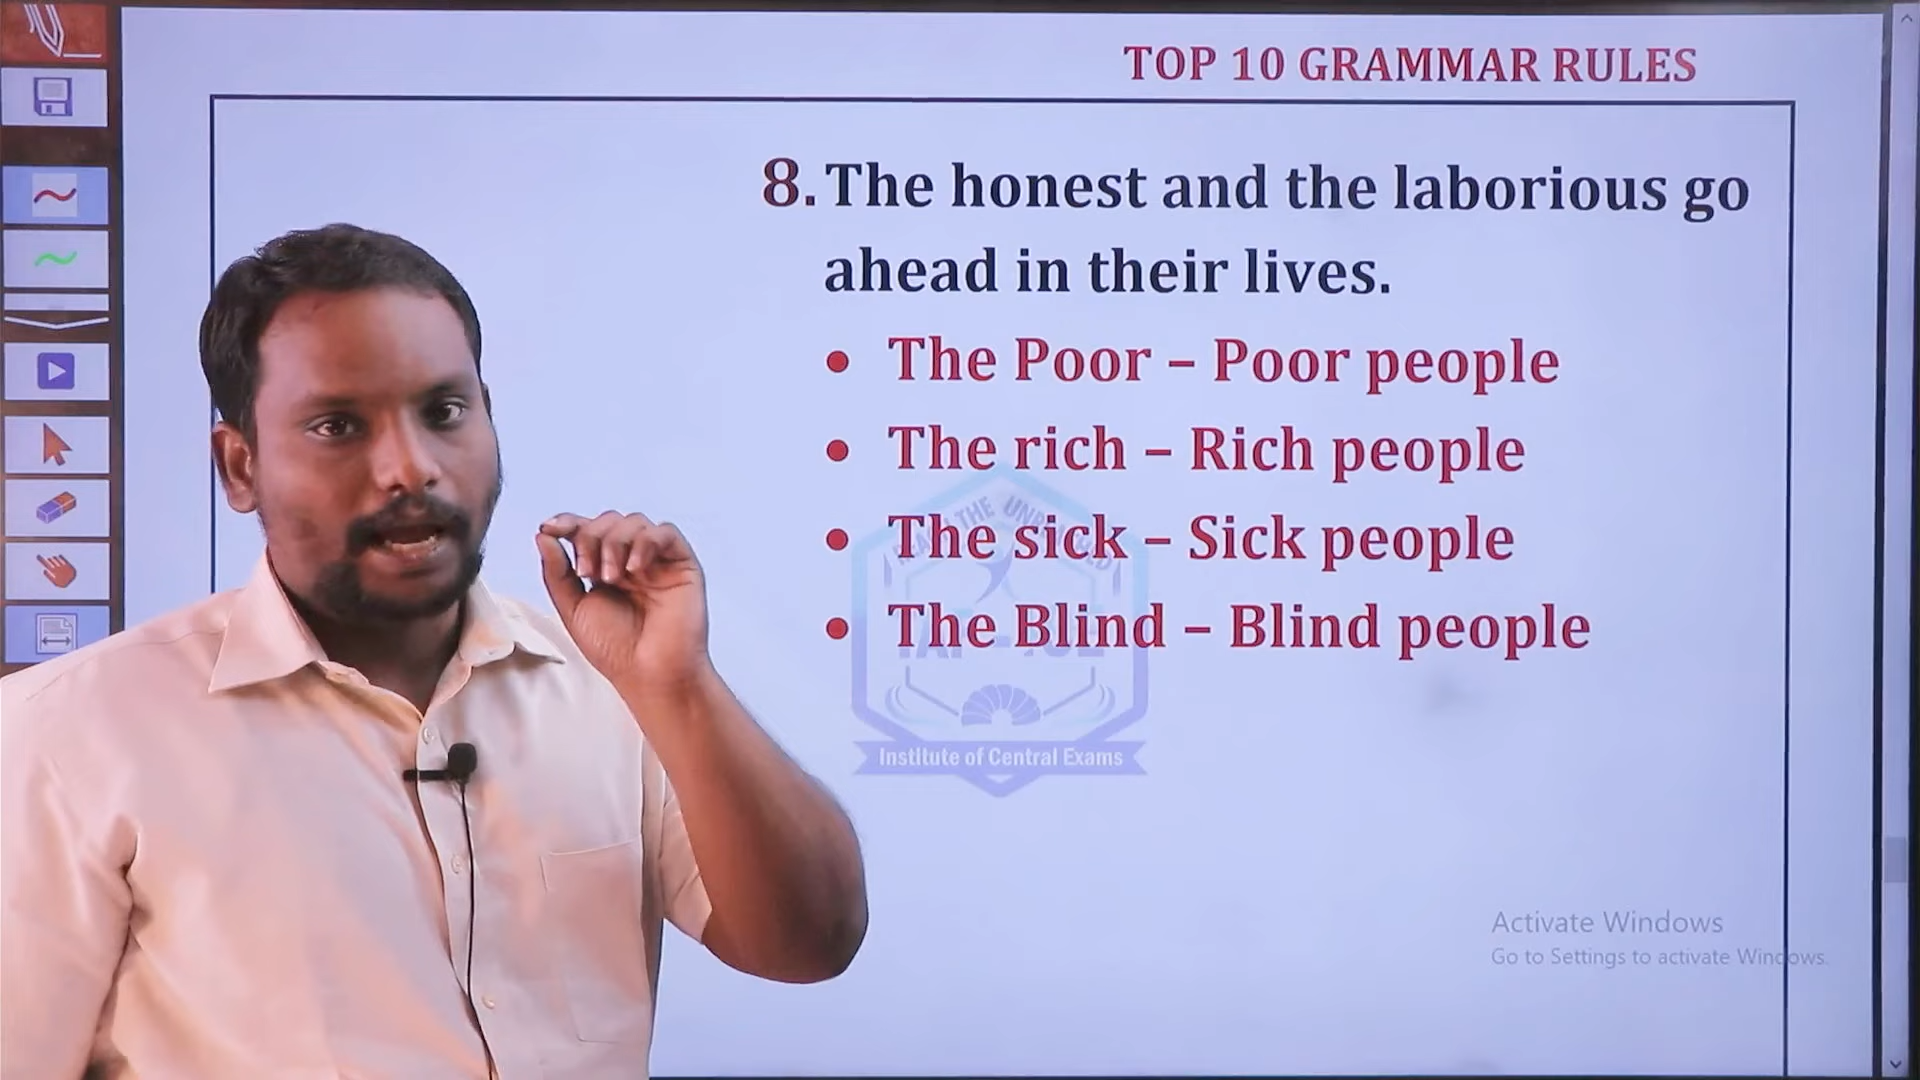 TOP 10 GRAMMAR RULES
8. The honest and the laborious go
ahead in their lives.
• The Poor – Poor people
• The rich – Rich people
• The sick – Sick people
• The Blind – Blind people
Institute of Central Exams
Activate Windows
Go to Settings to activate Windows.